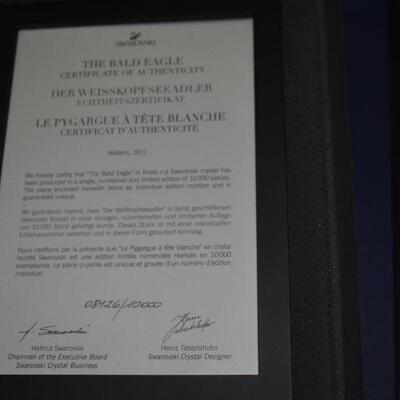 SWAROVSKI
THE BALD EAGLE
CERTIFICATE OF AUTHENTICITY
DER WEISSKOPFSEEADLER
ECHTHEITSZERTIFIKAT
LE PYGARGUE À TÊTE BLANCHE
CERTIFICAT D'AUTHENTICITÉ
Wattens, 2011
We hereby certify that "The Bald Eagle" in finest cut Swarovski crystal has
been produced in a single, numbered and limited edition of 10 000 pieces.
The piece enclosed herewith bears an individual edition number and is
guaranteed unique.
Wir garantieren hiermit, dass "Der Weißkopfseeadler" in feinst geschliffenem
Swarovski Kristall in einer einzigen, nummerierten und limitierten Auflage
von 10 000 Stück gefertigt wurde. Dieses Stück ist mit einer individuellen
Editionsnummer versehen und in dieser Form garantiert einmalig.
Nous certifions par la présente que "Le Pygargue à tête blanche" en cristal
facetté Swarovski est une édition limitée numérotée réalisée en 10 000
exemplaires. La pièce ci-jointe est unique et gravée d'un numéro d'édition
individuel.
08126/10000
Helmut Swarovski
Chairman of the Executive Board
Swarovski Crystal Business
Heinz Tabertshofer
Swarovski Crystal Designer